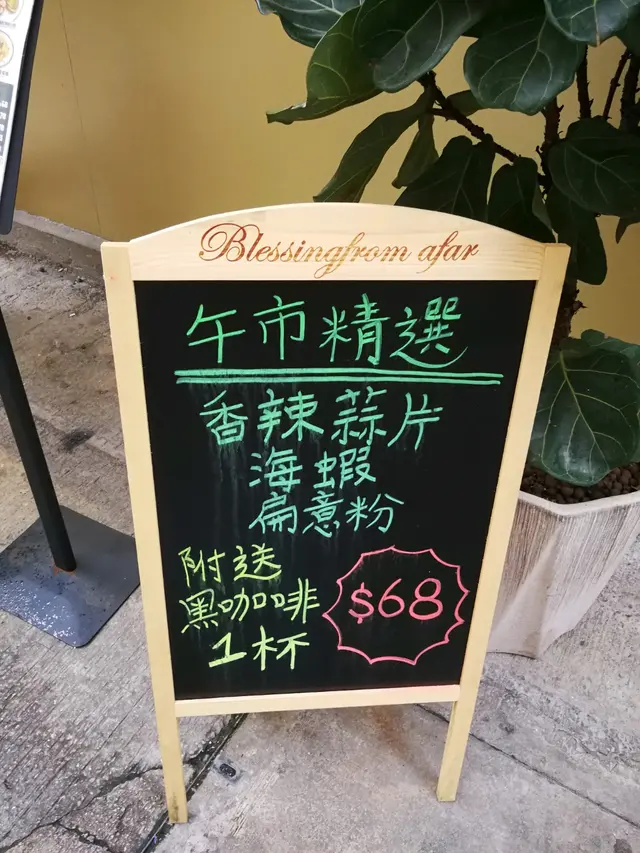 Blessingfrom afar
午市精選
香辣蒜片
海蝦
扁意粉
附送
黑咖啡
1杯
$68